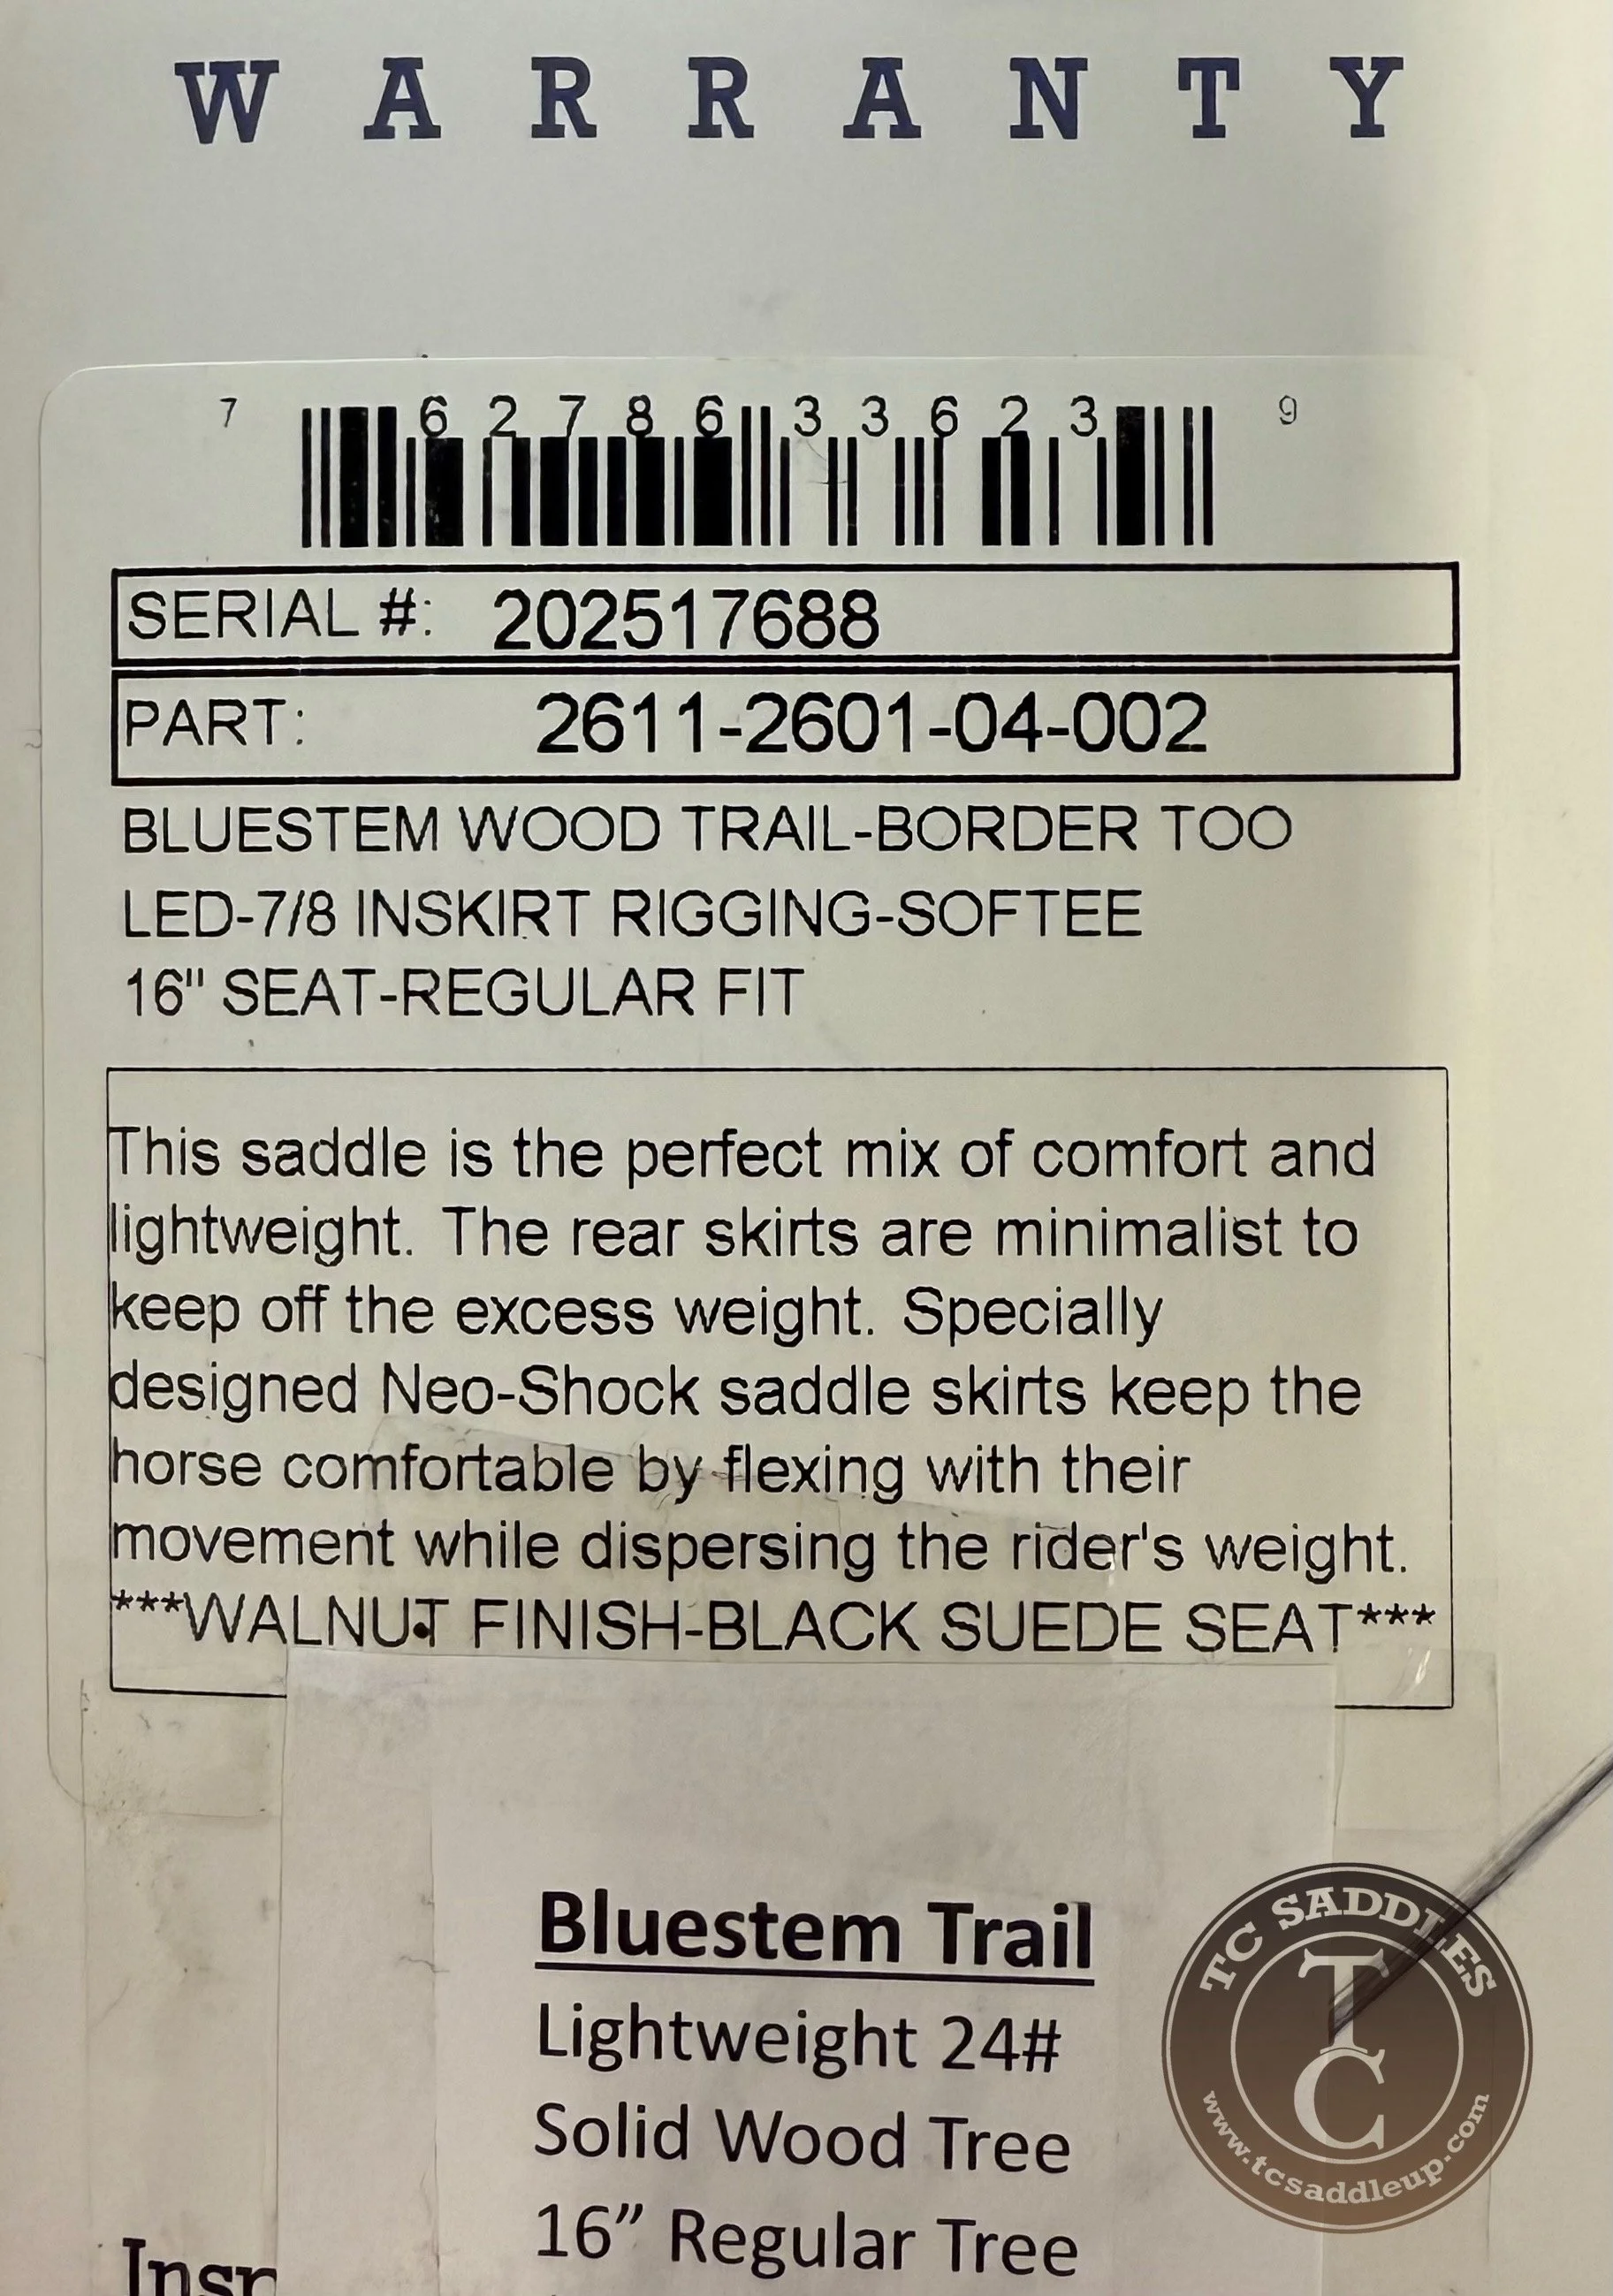 WARRANTY
7 62786 33623 9
SERIAL #: 202517688
PART: 2611-2601-04-002
BLUESTEM WOOD TRAIL-BORDER TOO
LED-7/8 INSKIRT RIGGING-SOFTEE
16" SEAT-REGULAR FIT
This saddle is the perfect mix of comfort and
lightweight. The rear skirts are minimalist to
keep off the excess weight. Specially
designed Neo-Shock saddle skirts keep the
horse comfortable by flexing with their
movement while dispersing the rider's weight.
***WALNUT FINISH-BLACK SUEDE SEAT***
Bluestem Trail
Lightweight 24#
Solid Wood Tree
16” Regular Tree
TC SADDLES
TC
www.tcsaddleup.com